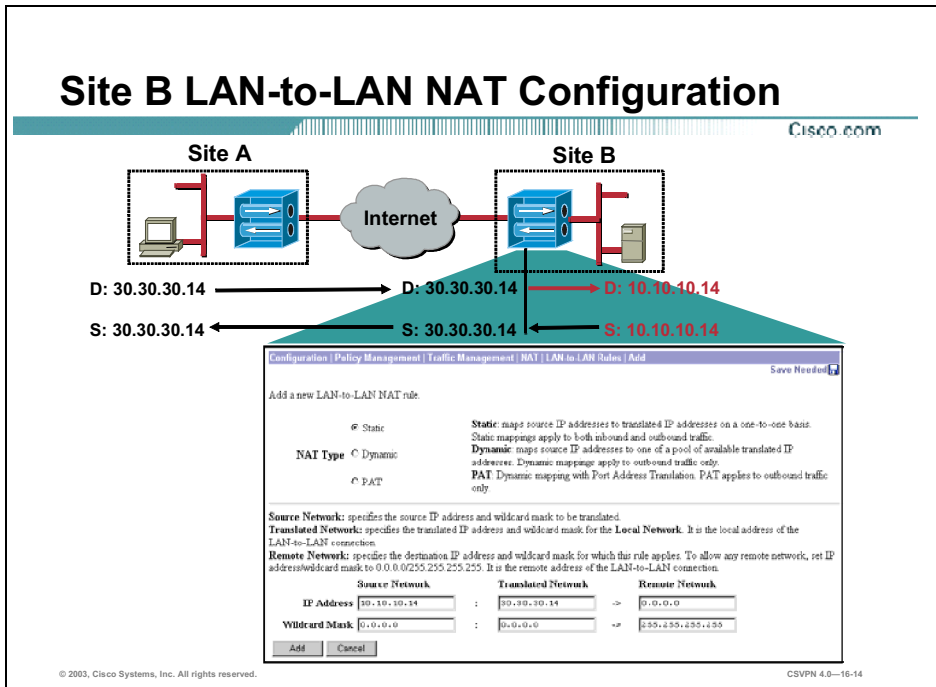 Site B LAN-to-LAN NAT Configuration
Cisco.com
Site A
Site B
Internet
D: 30.30.30.14
D: 30.30.30.14
D: 10.10.10.14
S: 30.30.30.14
S: 30.30.30.14
S: 10.10.10.14
Configuration | Policy Management | Traffic Management | NAT | LAN-to-LAN Rules | Add
Save Needed
Add a new LAN-to-LAN NAT rule.
NAT Type
Static
Dynamic
PAT
Static: maps source IP addresses to translated IP addresses on a one-to-one basis.
Static mappings apply to both inbound and outbound traffic.
Dynamic: maps source IP addresses to one of a pool of available translated IP
addresses. Dynamic mappings apply to outbound traffic only.
PAT: Dynamic mapping with Port Address Translation. PAT applies to outbound traffic
only.
Source Network: specifies the source IP address and wildcard mask to be translated.
Translated Network: specifies the translated IP address and wildcard mask for the Local Network. It is the local address of the
LAN-to-LAN connection.
Remote Network: specifies the destination IP address and wildcard mask for which this rule applies. To allow any remote network, set IP
address/wildcard mask to 0.0.0.0/255.255.255.255. It is the remote address of the LAN-to-LAN connection.
Source Network Translated Network Remote Network
IP Address 10.10.10.14 : 30.30.30.14 -> 0.0.0.0
Wildcard Mask 0.0.0.0 : 0.0.0.0 -> 255.255.255.255
Add Cancel
© 2003, Cisco Systems, Inc. All rights reserved.
CSVPN 4.0—16-14